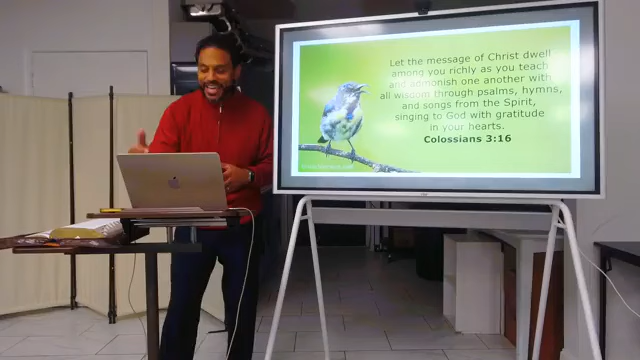 Let the message of Christ dwell
among you richly as you teach
and admonish one another with
all wisdom through psalms, hymns,
and songs from the Spirit,
singing to God with gratitude
in your hearts.
Colossians 3:16